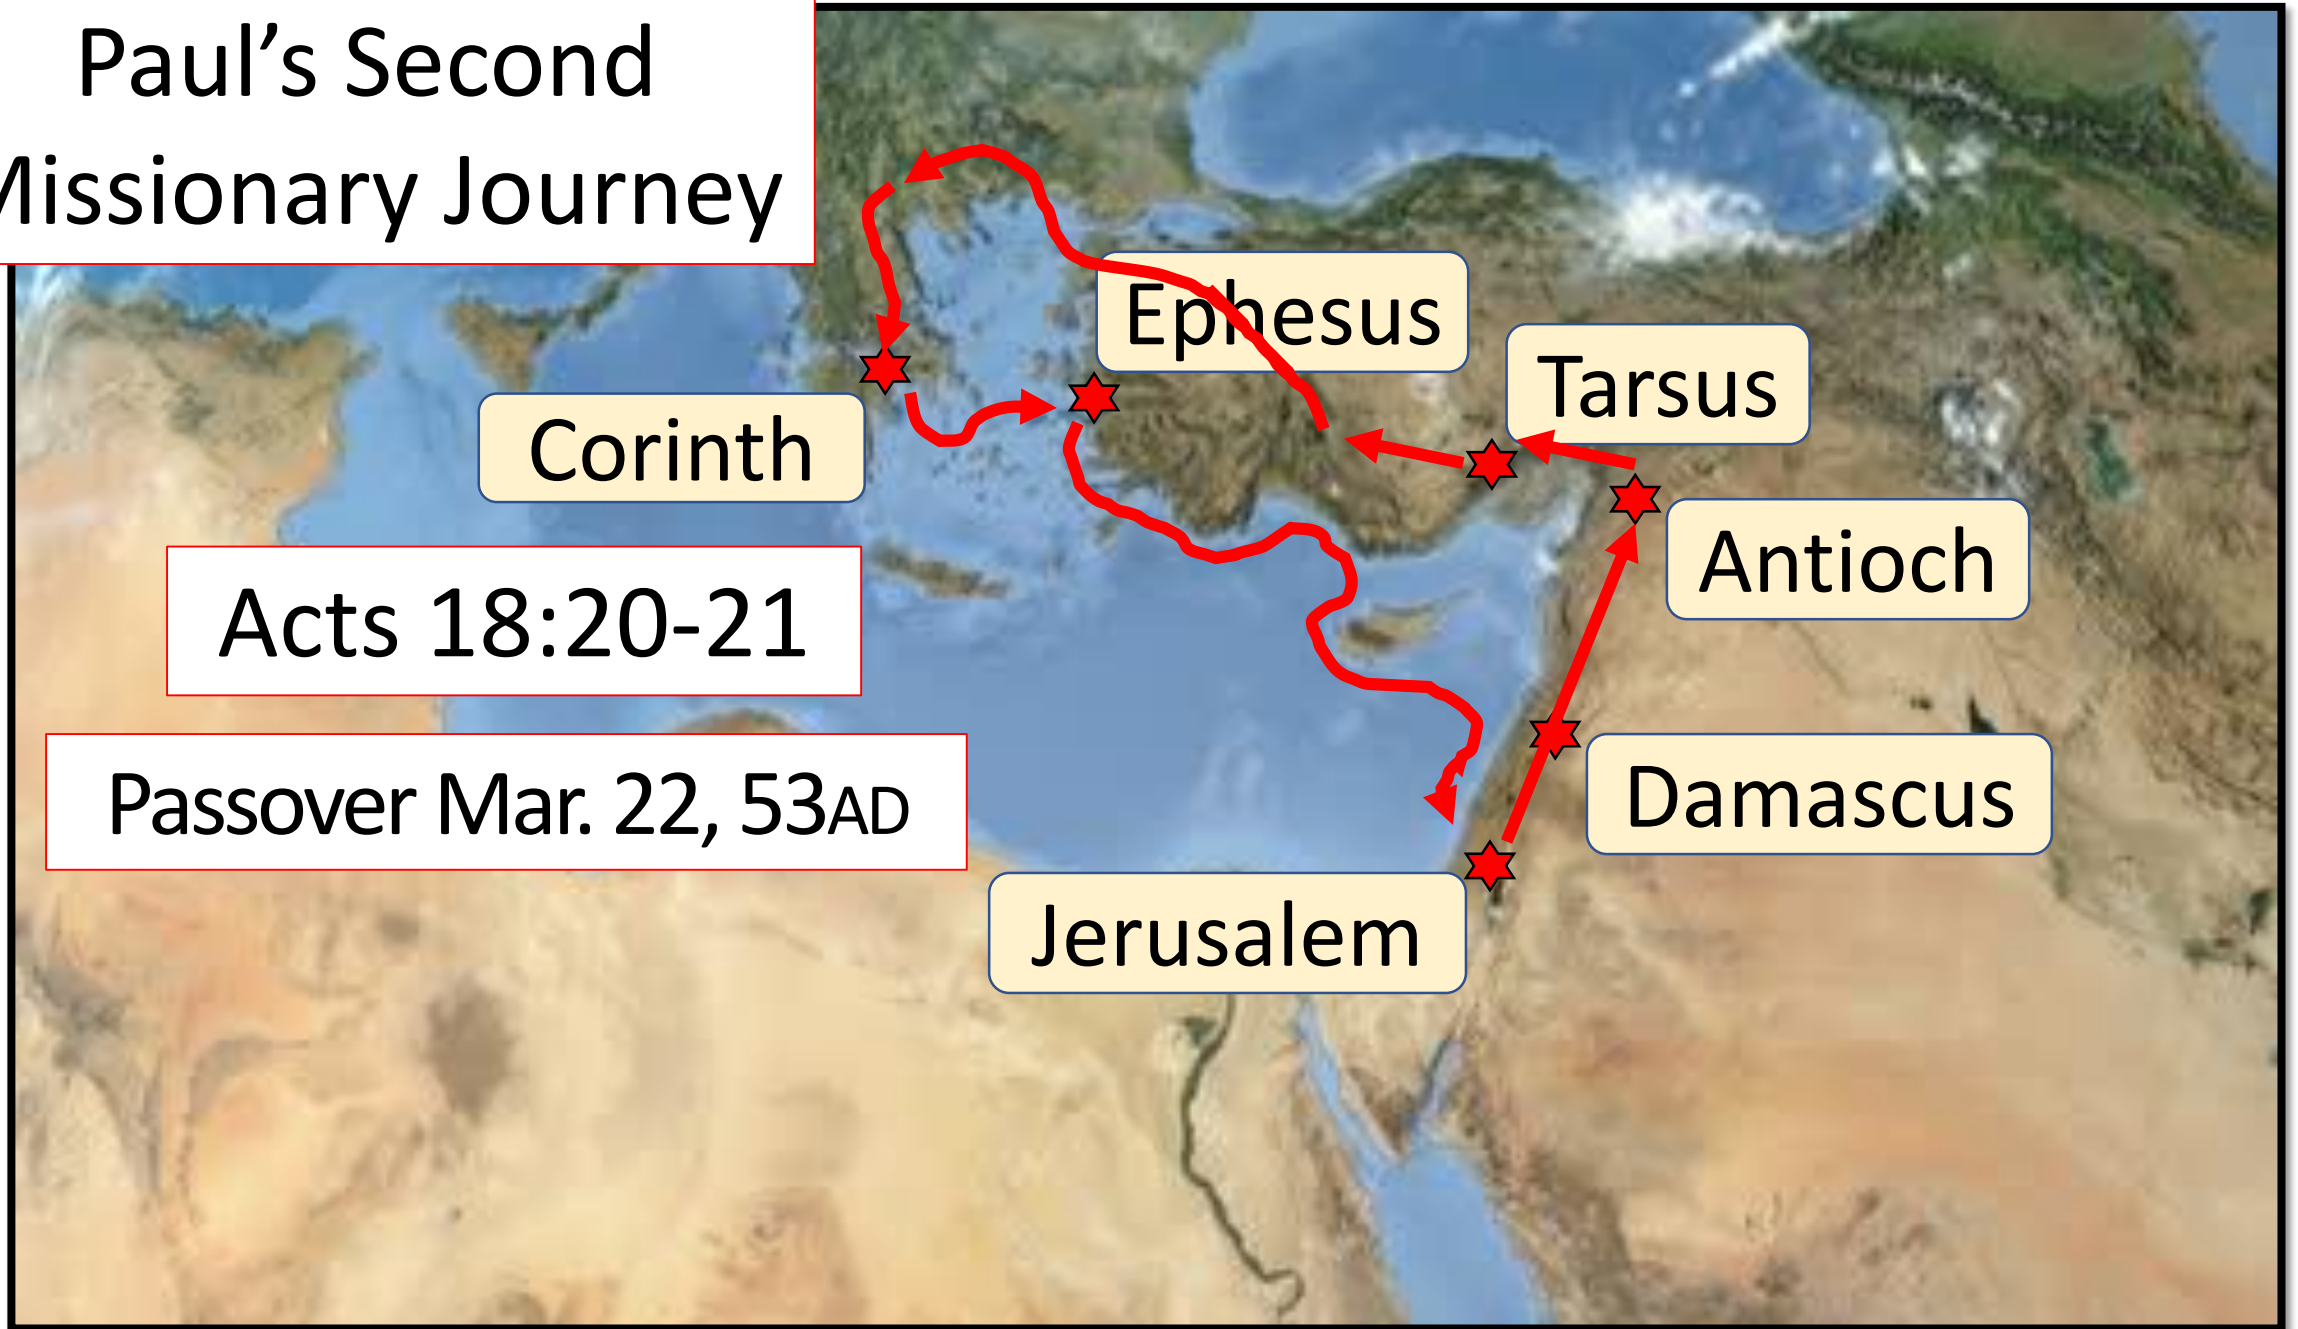 Paul’s Second
Missionary Journey
Ephesus
Tarsus
Corinth
Antioch
Acts 18:20-21
Damascus
Passover Mar. 22, 53AD
Jerusalem